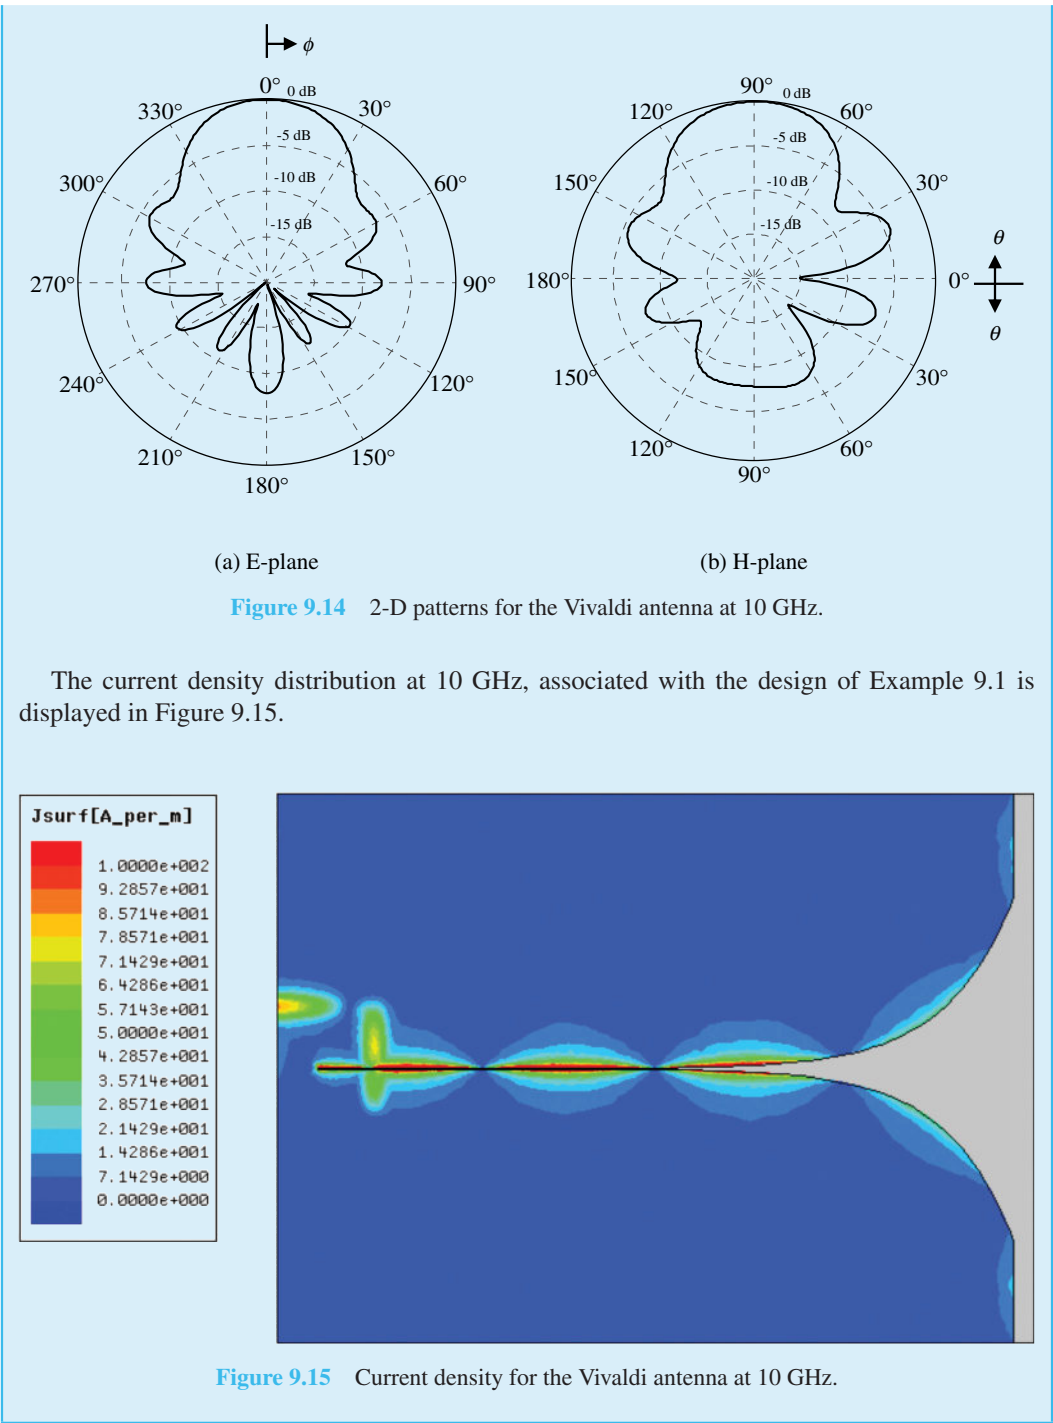 ϕ
0° 0 dB
330°
30°
-5 dB
300°
-10 dB
60°
-15 dB
270°
90°
240°
120°
210°
150°
180°
(a) E-plane
90° 0 dB
120°
60°
-5 dB
150°
-10 dB
30°
-15 dB
θ
180°
0°
θ
150°
30°
120°
60°
90°
(b) H-plane
Figure 9.14 2-D patterns for the Vivaldi antenna at 10 GHz.
The current density distribution at 10 GHz, associated with the design of Example 9.1 is
displayed in Figure 9.15.
Jsurf[A_per_m]
1.0000e+002
9.2857e+001
8.5714e+001
7.8571e+001
7.1429e+001
6.4286e+001
5.7143e+001
5.0000e+001
4.2857e+001
3.5714e+001
2.8571e+001
2.1429e+001
1.4286e+001
7.1429e+000
0.0000e+000
Figure 9.15 Current density for the Vivaldi antenna at 10 GHz.